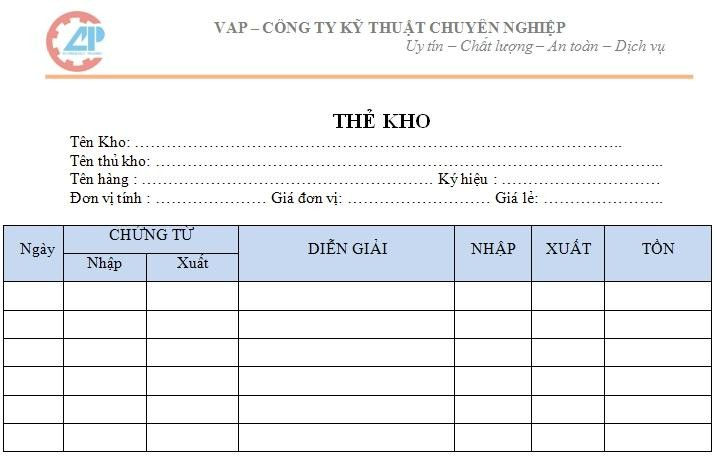 VAP – CÔNG TY KỸ THUẬT CHUYÊN NGHIỆP
Uy tín – Chất lượng – An toàn – Dịch vụ
THẺ KHO
Tên Kho: ………………………………………………………………………………..
Tên thủ kho: …………………………………………………………………………………...
Tên hàng : ………………………………………………. Ký hiệu : …………………………
Đơn vị tính : ………………… Giá đơn vị: ……………………… Giá lẻ: …………………..
Ngày CHỨNG TỪ DIỄN GIẢI NHẬP XUẤT TỒN
Nhập Xuất